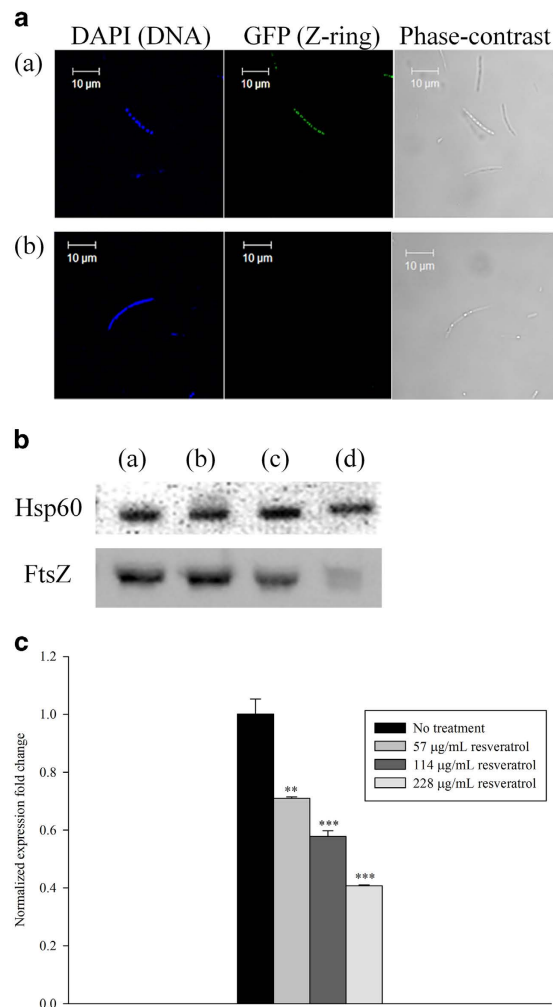 a
DAPI (DNA) GFP (Z-ring) Phase-contrast
(a)
10 µm 10 µm 10 µm
(b)
10 µm 10 µm 10 µm
b
(a) (b) (c) (d)
Hsp60
FtsZ
c
Normalized expression fold change
1.2
1.0
0.8
0.6
0.4
0.2
0.0
**
***
***
No treatment
57 µg/mL resveratrol
114 µg/mL resveratrol
228 µg/mL resveratrol